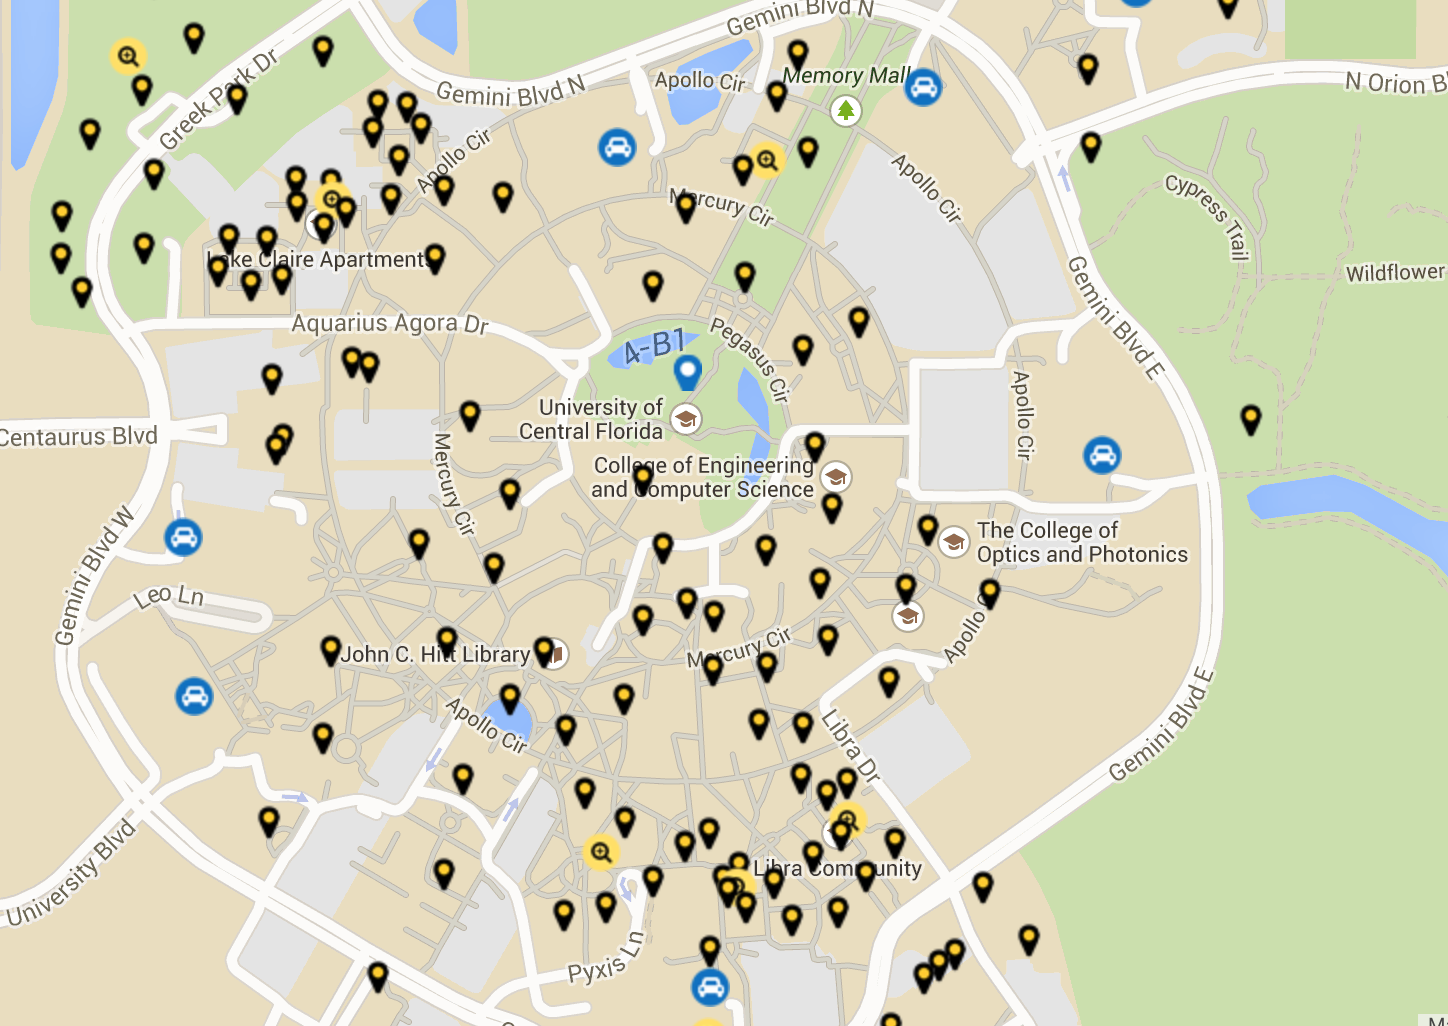 Gemini Blvd N
Memory Mall
Apollo Cir
Gemini Blvd N
N Orion B
Greek Park Dr
Apollo Cir
Apollo Cir
Cypress Trail
Mercury Cir
Lake Claire Apartments
Wildflower
Aquarius Agora Dr
Gemini Blvd E
4-B1
Pegasus Cir
University of
Central Florida
Apollo Cir
Centaurus Blvd
Mercury Cir
College of Engineering
and Computer Science
The College of
Optics and Photonics
Gemini Blvd W
Leo Ln
John C. Hitt Library
Mercury Cir
Apollo C
Apollo Cir
Libra Dr
Gemini Blvd E
University Blvd
Libra Community
Pyxis Ln